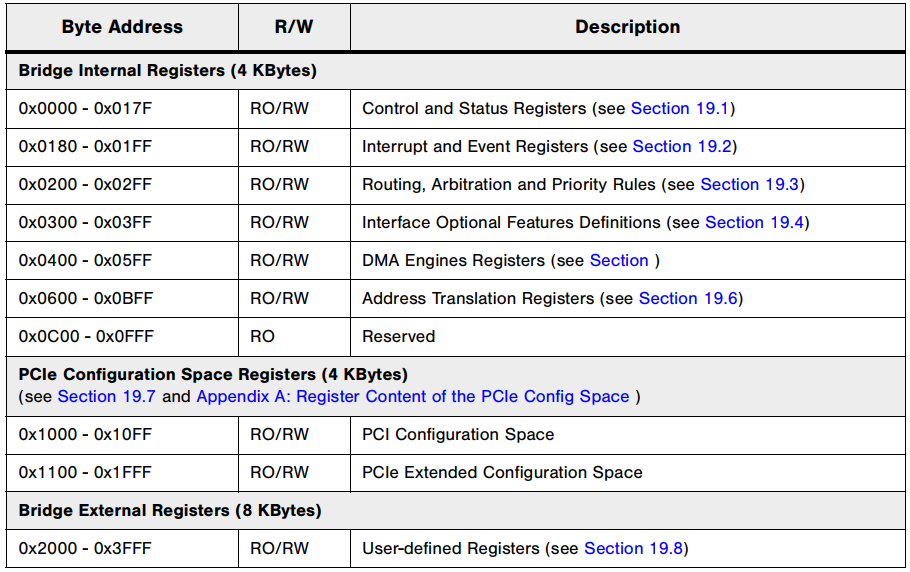 Byte Address R/W Description
Bridge Internal Registers (4 KBytes)
0x0000 - 0x017F RO/RW Control and Status Registers (see Section 19.1)
0x0180 - 0x01FF RO/RW Interrupt and Event Registers (see Section 19.2)
0x0200 - 0x02FF RO/RW Routing, Arbitration and Priority Rules (see Section 19.3)
0x0300 - 0x03FF RO/RW Interface Optional Features Definitions (see Section 19.4)
0x0400 - 0x05FF RO/RW DMA Engines Registers (see Section )
0x0600 - 0x0BFF RO/RW Address Translation Registers (see Section 19.6)
0x0C00 - 0x0FFF RO Reserved
PCIe Configuration Space Registers (4 KBytes)
(see Section 19.7 and Appendix A: Register Content of the PCIe Config Space )
0x1000 - 0x10FF RO/RW PCI Configuration Space
0x1100 - 0x1FFF RO/RW PCIe Extended Configuration Space
Bridge External Registers (8 KBytes)
0x2000 - 0x3FFF RO/RW User-defined Registers (see Section 19.8)